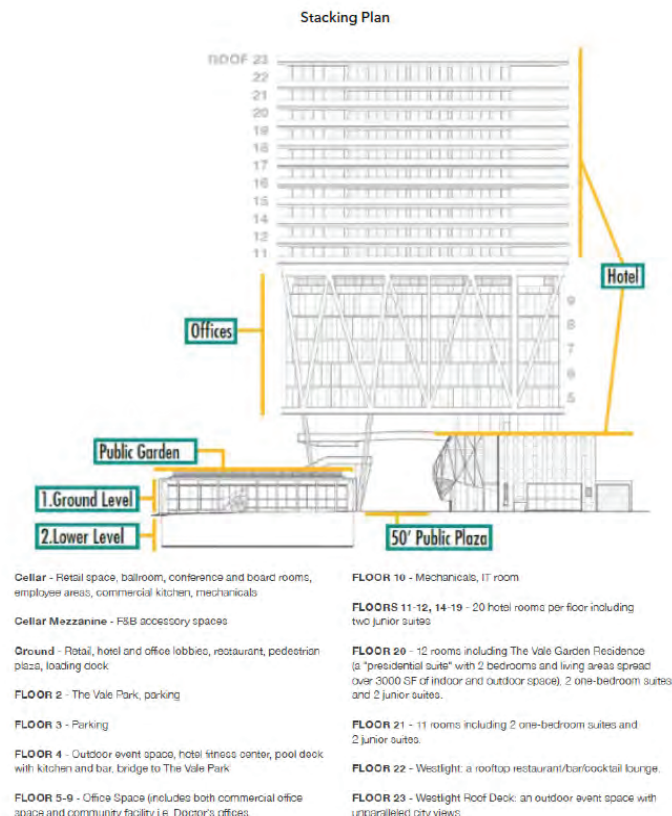 Stacking Plan
ROOF 23
22
21
20
19
18
17
16
15
14
12
11
Hotel
9
8
7
6
5
Offices
Public Garden
1.Ground Level
2.Lower Level
50' Public Plaza
Cellar - Retail space, ballroom, conference and board rooms,
employee areas, commercial kitchen, mechanicals
Cellar Mezzanine - F&B accessory spaces
Ground - Retail, hotel and office lobbies, restaurant, pedestrian
plaza, loading dock
FLOOR 2 - The Vale Park, parking
FLOOR 3 - Parking
FLOOR 4 - Outdoor event space, hotel fitness center, pool deck
with kitchen and bar, bridge to The Vale Park
FLOOR 5-9 - Office Space (includes both commercial office
space and community facility i.e. Doctor's offices,
FLOOR 10 - Mechanicals, IT room
FLOORS 11-12, 14-19 - 20 hotel rooms per floor including
two junior suites
FLOOR 20 - 12 rooms including The Vale Garden Residence
(a "presidential suite" with 2 bedrooms and living areas spread
over 3000 SF of indoor and outdoor space), 2 one-bedroom suites
and 2 junior suites.
FLOOR 21 - 11 rooms including 2 one-bedroom suites and
2 junior suites.
FLOOR 22 - Westlight: a rooftop restaurant/bar/cocktail lounge.
FLOOR 23 - Westlight Roof Deck: an outdoor event space with
unparalleled city views